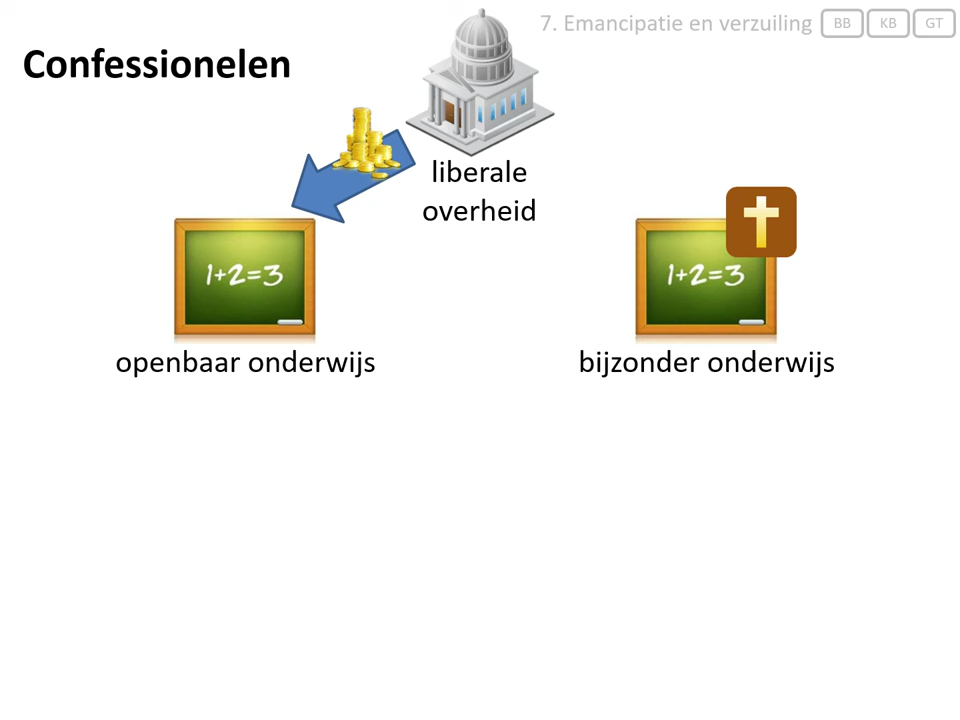 7. Emancipatie en verzuiling BB KB GT
Confessionelen
liberale
overheid
1+2=3
1+2=3
openbaar onderwijs
bijzonder onderwijs